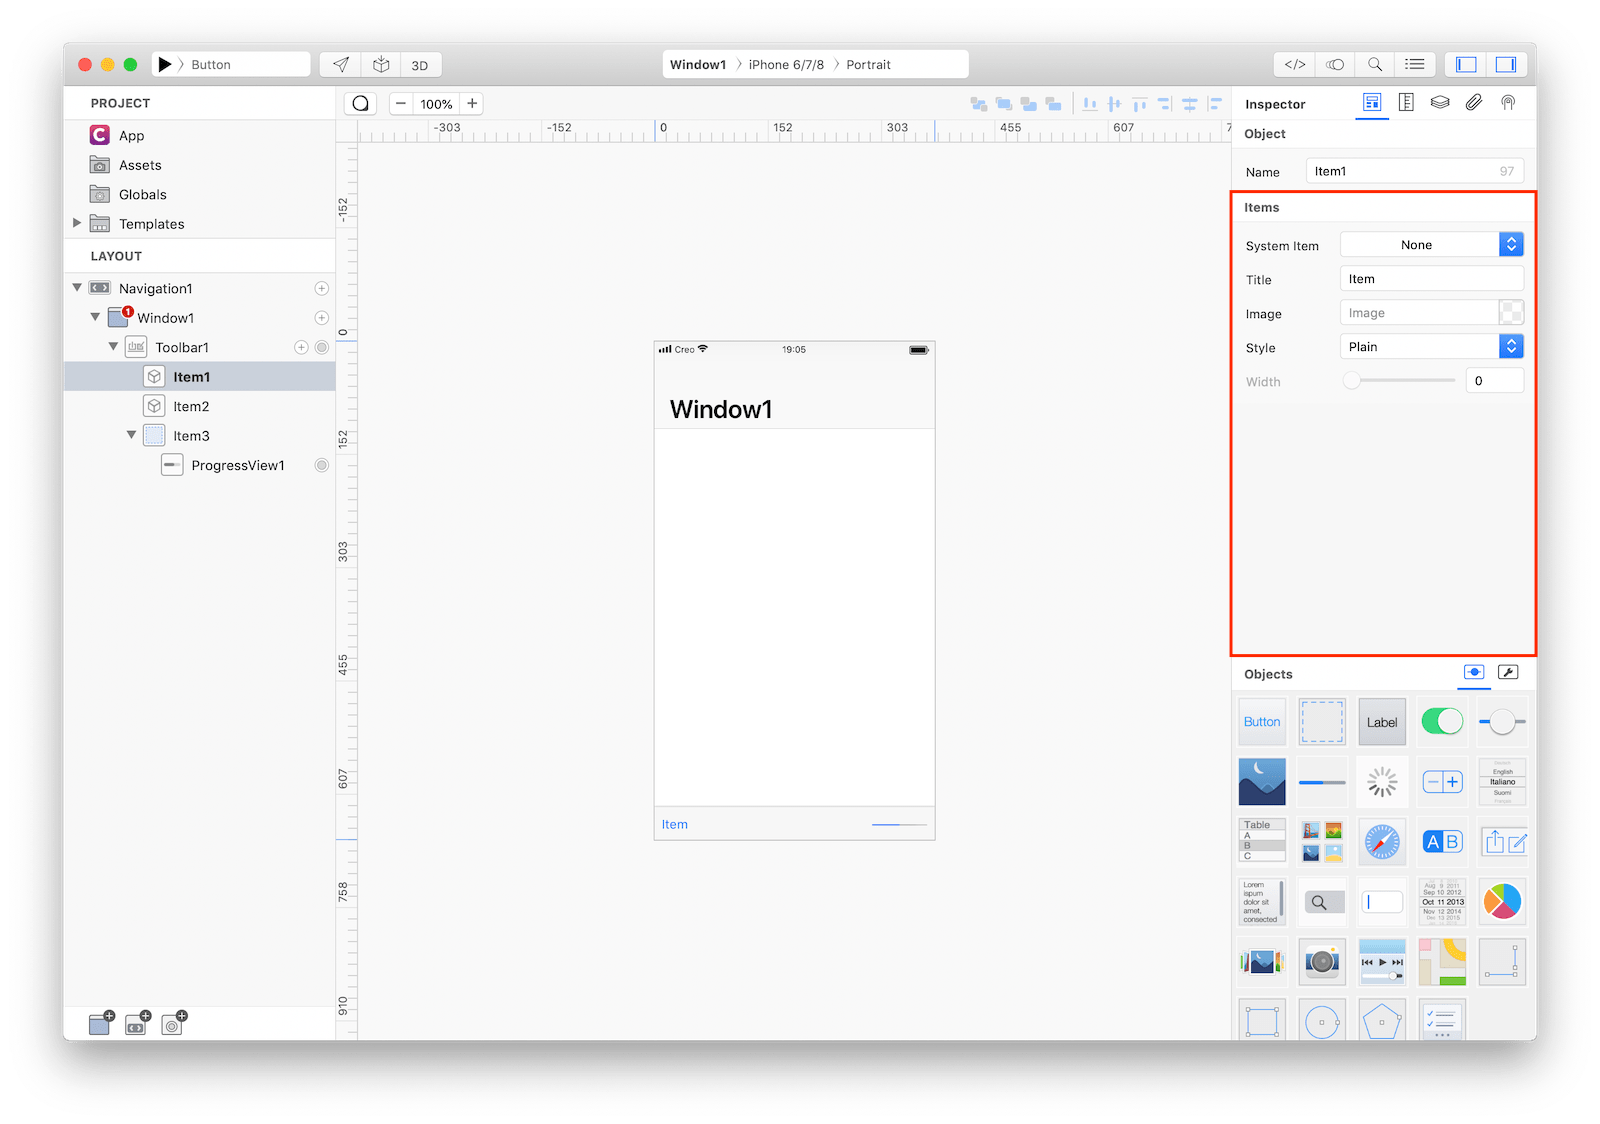 Button
3D
Window1 iPhone 6/7/8 Portrait
</>
PROJECT
App
Assets
Globals
Templates
LAYOUT
Navigation1
1
Window1
Toolbar1
Item1
Item2
Item3
ProgressView1
100%
-303 -152 0 152 303 455 607 7
-152
0
152
303
455
607
758
910
Creo 19:05
Window1
Item
Inspector
Object
Name Item1 97
Items
System Item None
Title Item
Image Image
Style Plain
Width 0
Objects
Button
Label
English
Italiano
Suomi
Table
A
B
C
A B
Lorem
ispum
dolor sit
amet,
consected
Aug 9 2011
Sep 10 2012
Oct 11 2013
Nov 12 2014
Dec 13 2015